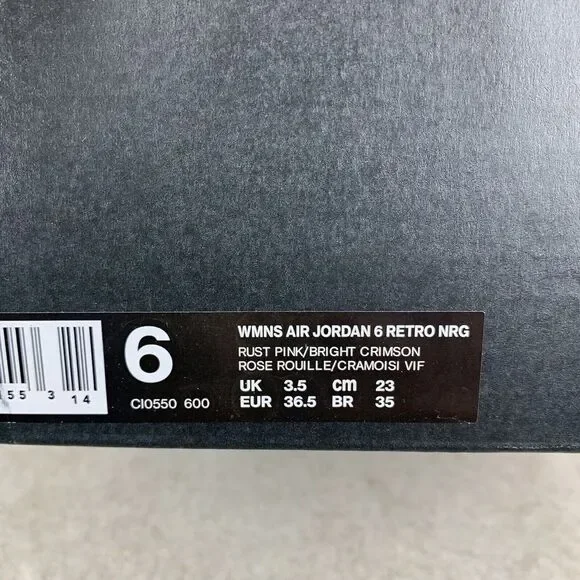 55 3 14
6
CI0550 600
WMNS AIR JORDAN 6 RETRO NRG
RUST PINK/BRIGHT CRIMSON
ROSE ROUILLE/CRAMOISI VIF
UK 3.5 cm 23
EUR 36.5 BR 35